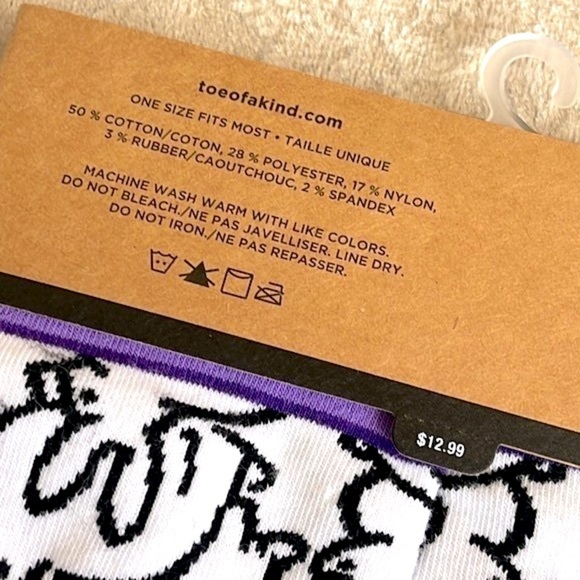 toeofakind.com
ONE SIZE FITS MOST • TAILLE UNIQUE
50 % COTTON/COTON, 28 % POLYESTER, 17 % NYLON,
3 % RUBBER/CAOUTCHOUC, 2 % SPANDEX
MACHINE WASH WARM WITH LIKE COLORS.
DO NOT BLEACH./NE PAS JAVELLISER. LINE DRY.
DO NOT IRON./NE PAS REPASSER.
$12.99